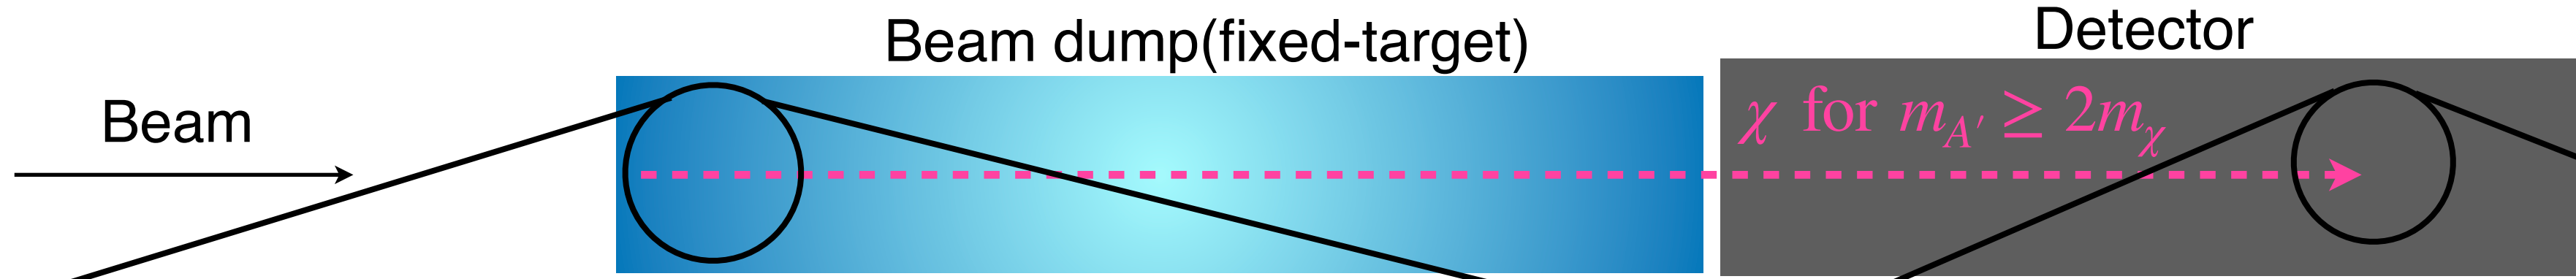 Beam dump(fixed-target)
Detector
Beam
χ for m_{A′} ≥ 2m_χ